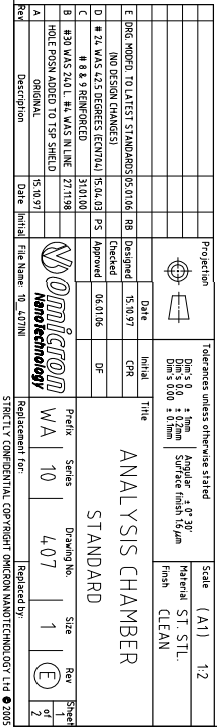 E DRG MODFD TO LATEST STANDARDS 05.01.06 RB
(NO DESIGN CHANGES)
D # 24 WAS 42.5 DEGREES (ECN704) 15.04.03 PS
C # 8 & 9 REINFORCED 31.01.00
B #30 WAS 240 L. #4 WAS IN LINE 27.11.98
HOLE POSN ADDED TO TSP SHIELD
A ORIGINAL 15.10.97
Rev Description Date Initial
Projection
Date Initial
Designed 15.10.97 CPR
Checked
Approved 06.01.06 DF
Omicron
NanoTechnology
File Name: 10_407INI
Tolerances unless otherwise stated
Dim's 0 ± 1mm Angular ± 0° 30'
Dim's 0.0 ± 0.2mm Surface finish 1.6 µm
Dim's 0.00 ± 0.1mm
Scale (A1) 1:2
Material ST. STL.
Finsh CLEAN
Title
ANALYSIS CHAMBER
STANDARD
Prefix Series Drawing No. Size Rev Sheet
WA 10 407 1 E 1 of 2
Replacement for: Replaced by:
STRICTLY CONFIDENTIAL COPYRIGHT OMICRON NANOTECHNOLOGY Ltd © 2005